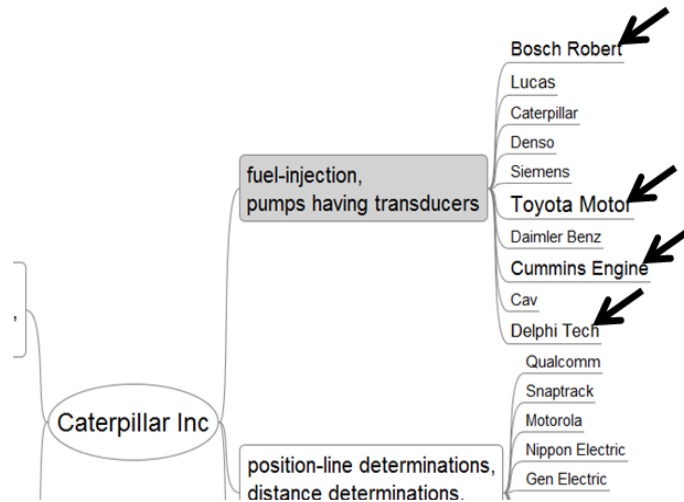 Bosch Robert
Lucas
Caterpillar
Denso
Siemens
fuel-injection,
pumps having transducers
Toyota Motor
Daimler Benz
Cummins Engine
Cav
Delphi Tech
,
Caterpillar Inc
Qualcomm
Snaptrack
Motorola
Nippon Electric
Gen Electric
position-line determinations,
distance determinations,